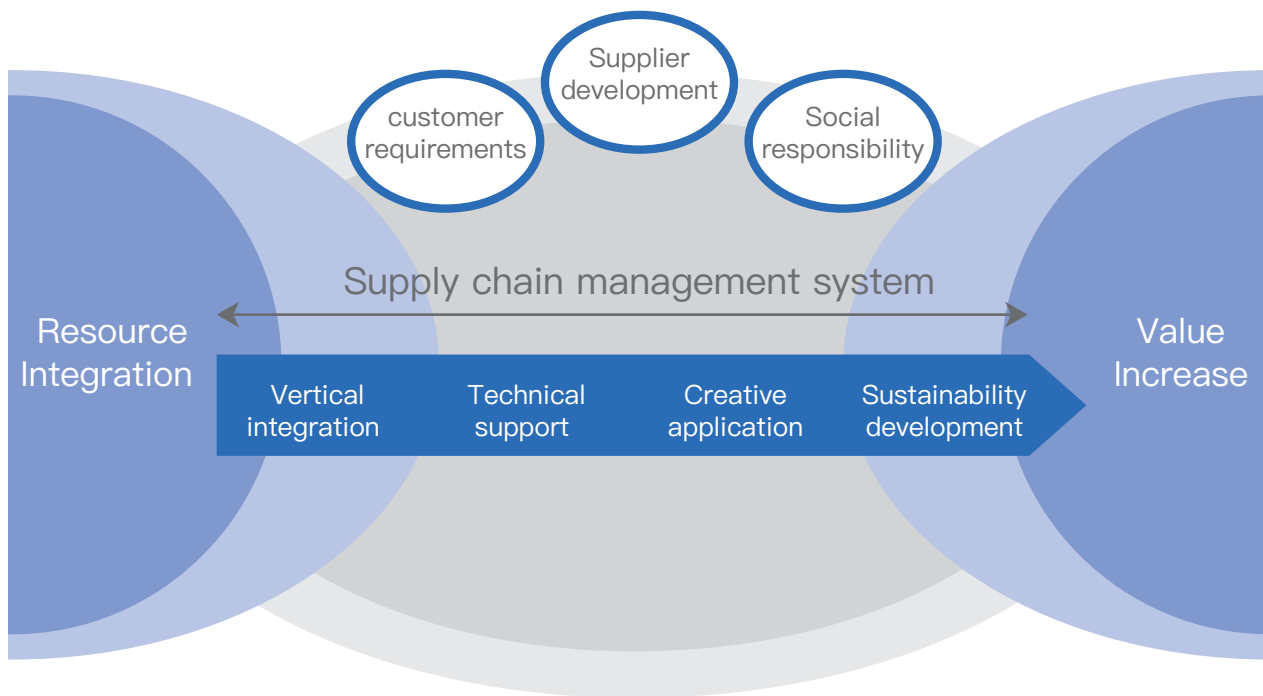 Supplier
development
customer
requirements
Social
responsibility
Supply chain management system
Resource
Integration
Value
Increase
Vertical
integration
Technical
support
Creative
application
Sustainability
development